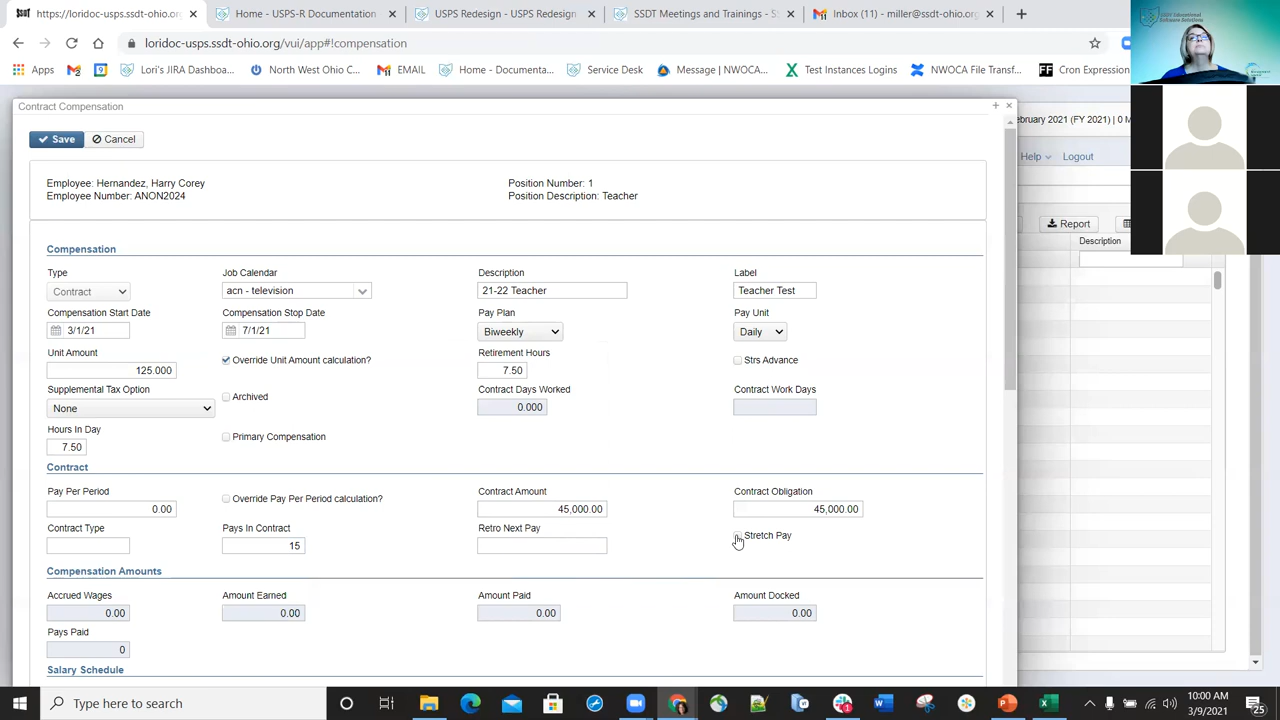 https://loridoc-usps.ssdt-ohio.org/
Home - USPS-R Documentation
USPS Redesign - USPS Redesign
SSDT Meetings and Trainings - S
Inbox (11) - millerl@ssdt-ohio.org
loridoc-usps.ssdt-ohio.org/vui/app#!compensation
Apps
Lori's JIRA Dashboa...
North West Ohio C...
EMAIL
Home - Documenta...
Service Desk
Message | NWOCA...
Test Instances Logins
NWOCA File Transf...
Cron Expression
Contract Compensation
ebruary 2021 (FY 2021) | 0 M
Save Cancel
Help Logout
Employee: Hernandez, Harry Corey Position Number: 1
Employee Number: ANON2024 Position Description: Teacher
Report
Description
Compensation
Type Job Calendar Description Label
Contract acn - television 21-22 Teacher Teacher Test
Compensation Start Date Compensation Stop Date Pay Plan Pay Unit
3/1/21 7/1/21 Biweekly Daily
Unit Amount Override Unit Amount calculation? Retirement Hours Strs Advance
125.000 7.50
Supplemental Tax Option Archived Contract Days Worked Contract Work Days
None 0.000
Hours In Day Primary Compensation
7.50
Contract
Pay Per Period Override Pay Per Period calculation? Contract Amount Contract Obligation
0.00 45,000.00 45,000.00
Contract Type Pays In Contract Retro Next Pay Stretch Pay
15
Compensation Amounts
Accrued Wages Amount Earned Amount Paid Amount Docked
0.00 0.00 0.00 0.00
Pays Paid
0
Salary Schedule
Type here to search
10:00 AM
3/9/2021
25